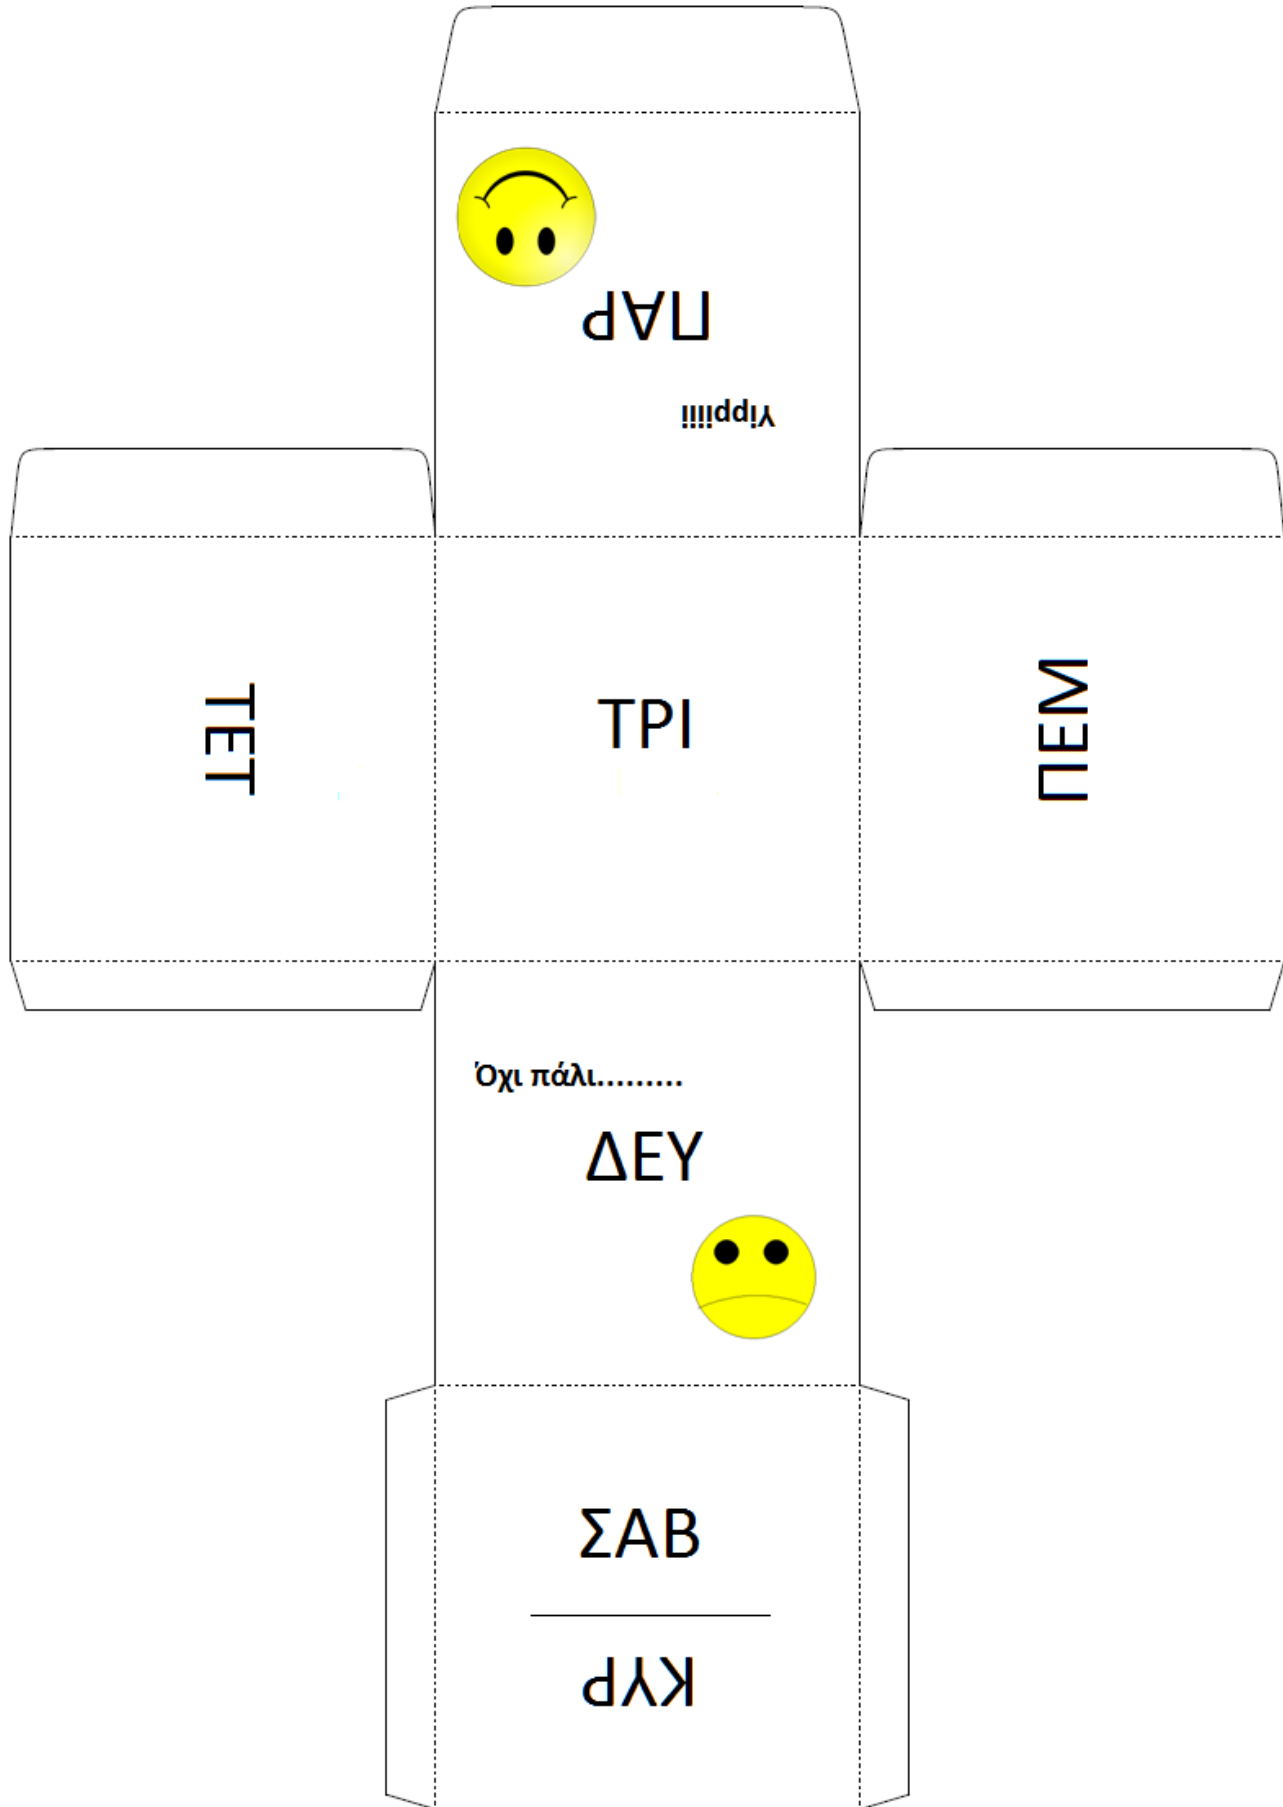 ΠΑΡ
Yippiiii
ΤΕΤ
ΤΡΙ
ΠΕΜ
Όχι πάλι.........
ΔΕΥ
ΣΑΒ
ΚΥΡ